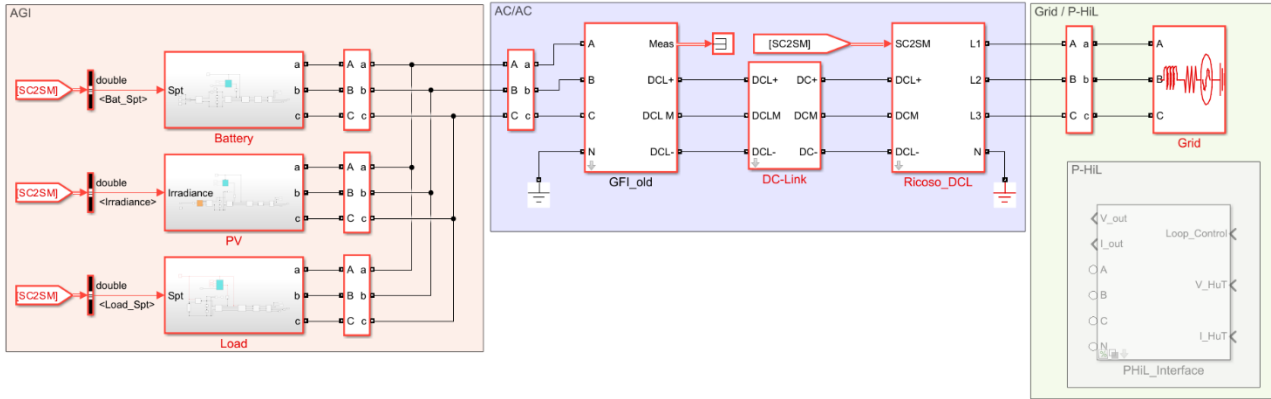 AGI
[SC2SM]
double
<Bat_Spt>
Spt
a
b
c
Battery
A a
B b
C c
[SC2SM]
double
<Irradiance>
Irradiance
a
b
c
PV
A a
B b
C c
[SC2SM]
double
<Load_Spt>
Spt
a
b
c
Load
A a
B b
C c
AC/AC
A a
B b
C c
A
B
C
N
Meas
DCL+
DCL M
DCL-
GFI_old
[SC2SM]
DCL+ DC+
DCLM DCM
DCL- DC-
DC-Link
SC2SM L1
DCL+ L2
DCM L3
DCL- N
Ricoso_DCL
Grid / P-HiL
A a
B b
C c
A
B
C
Grid
P-HiL
V_out
Loop_Control
I_out
A
V_HuT
B
C
I_HuT
N
PHiL_Interface